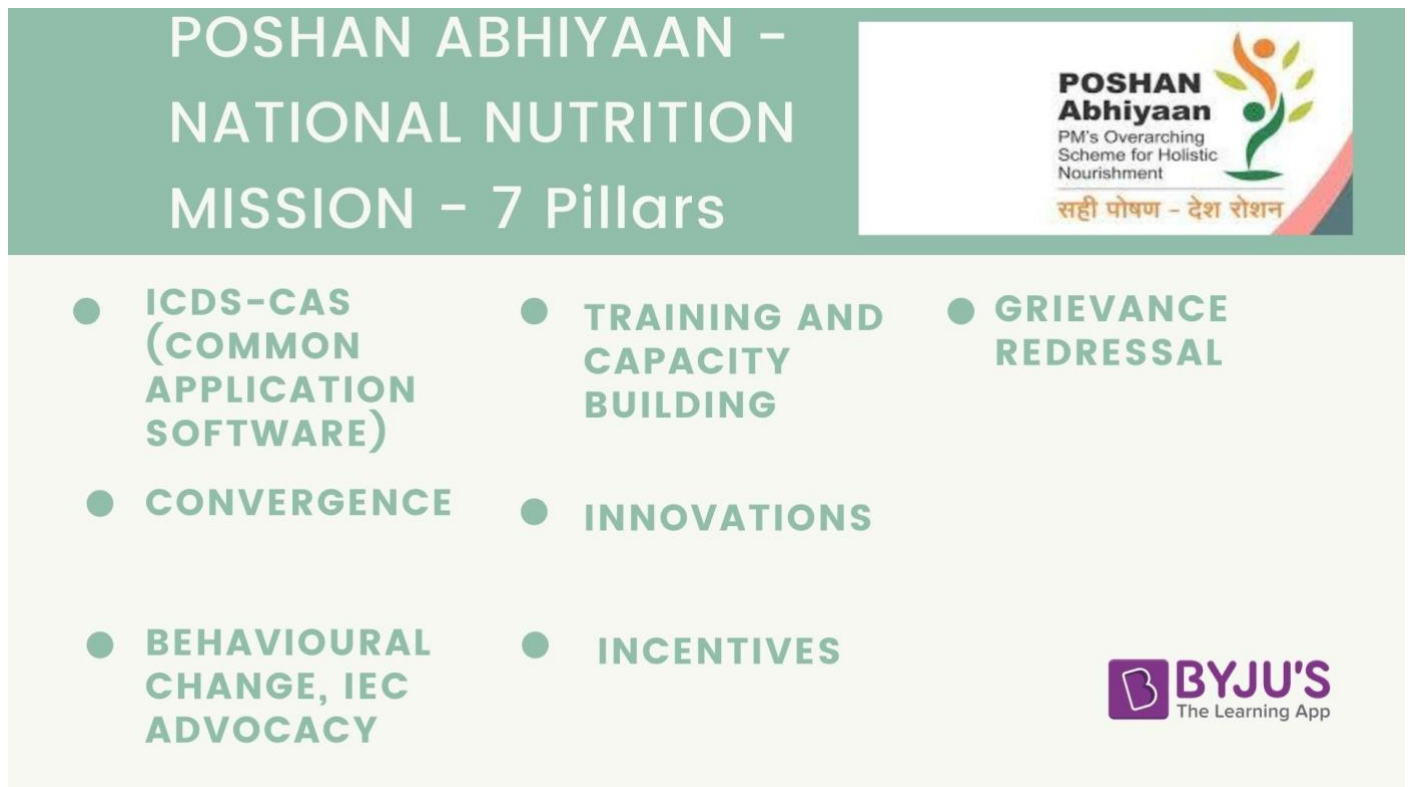 POSHAN ABHIYAAN -
NATIONAL NUTRITION
MISSION - 7 Pillars
POSHAN
Abhiyaan
PM's Overarching
Scheme for Holistic
Nourishment
सही पोषण - देश रोशन
ICDS-CAS
(COMMON
APPLICATION
SOFTWARE)
CONVERGENCE
BEHAVIOURAL
CHANGE, IEC
ADVOCACY
TRAINING AND
CAPACITY
BUILDING
INNOVATIONS
INCENTIVES
GRIEVANCE
REDRESSAL
BYJU'S
The Learning App